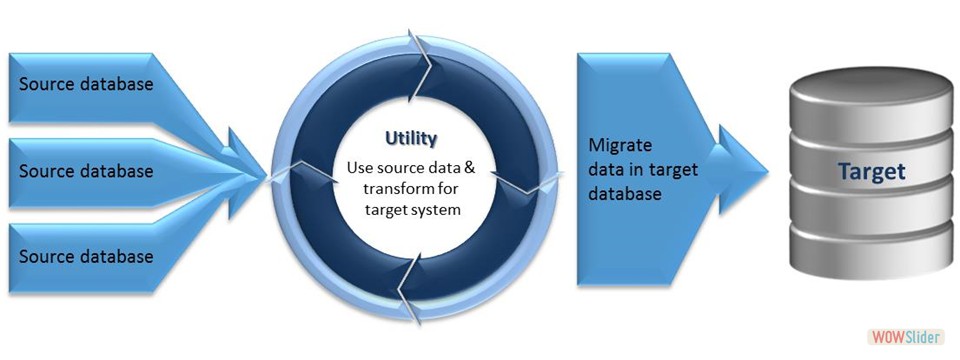 Source database
Source database
Source database
Utility
Use source data &
transform for
target system
Migrate
data in target
database
Target
WOWSlider